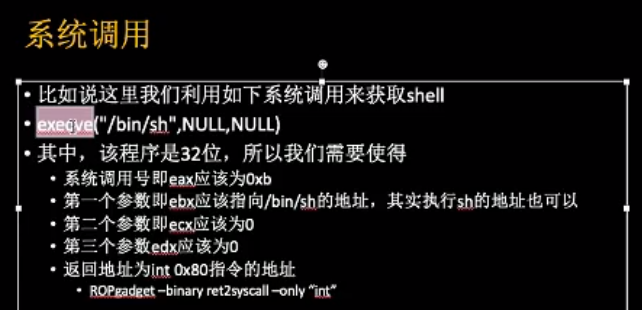 系统调用
• 比如说这里我们利用如下系统调用来获取shell
• execve("/bin/sh",NULL,NULL)
• 其中，该程序是32位，所以我们需要使得
• 系统调用号即eax应该为0xb
• 第一个参数即ebx应该指向/bin/sh的地址，其实执行sh的地址也可以
• 第二个参数即ecx应该为0
• 第三个参数edx应该为0
• 返回地址为int 0x80指令的地址
• ROPgadget –binary ret2syscall –only “int”